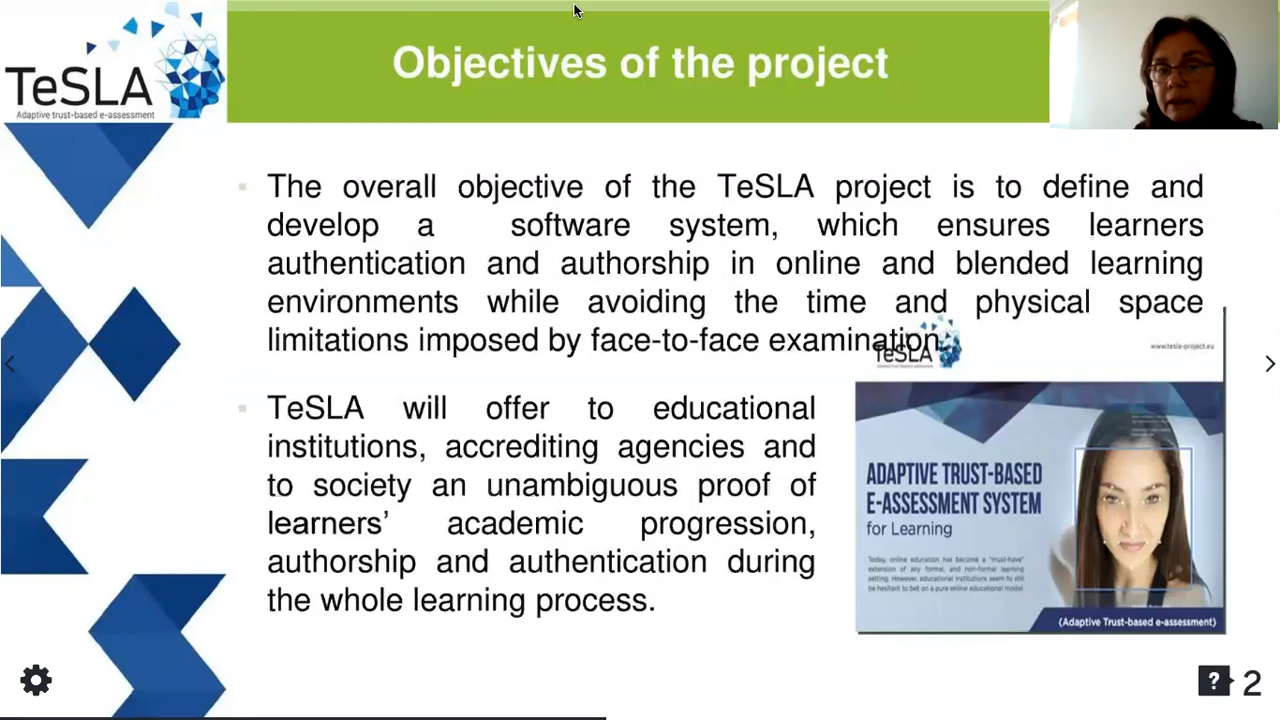 TeSLA
Adaptive trust-based e-assessment
Objectives of the project
The overall objective of the TeSLA project is to define and
develop a software system, which ensures learners
authentication and authorship in online and blended learning
environments while avoiding the time and physical space
limitations imposed by face-to-face examination.
TeSLA
www.tesla-project.eu
TeSLA will offer to educational
institutions, accrediting agencies and
to society an unambiguous proof of
learners’ academic progression,
authorship and authentication during
the whole learning process.
ADAPTIVE TRUST-BASED
E-ASSESSMENT SYSTEM
for Learning
Today, online education has become a "must-have"
extension of any formal, and non-formal learning
setting. However, educational institutions seem to still
be hesitant to bet on a pure online educational model.
(Adaptive Trust-based e-assessment)
?
2